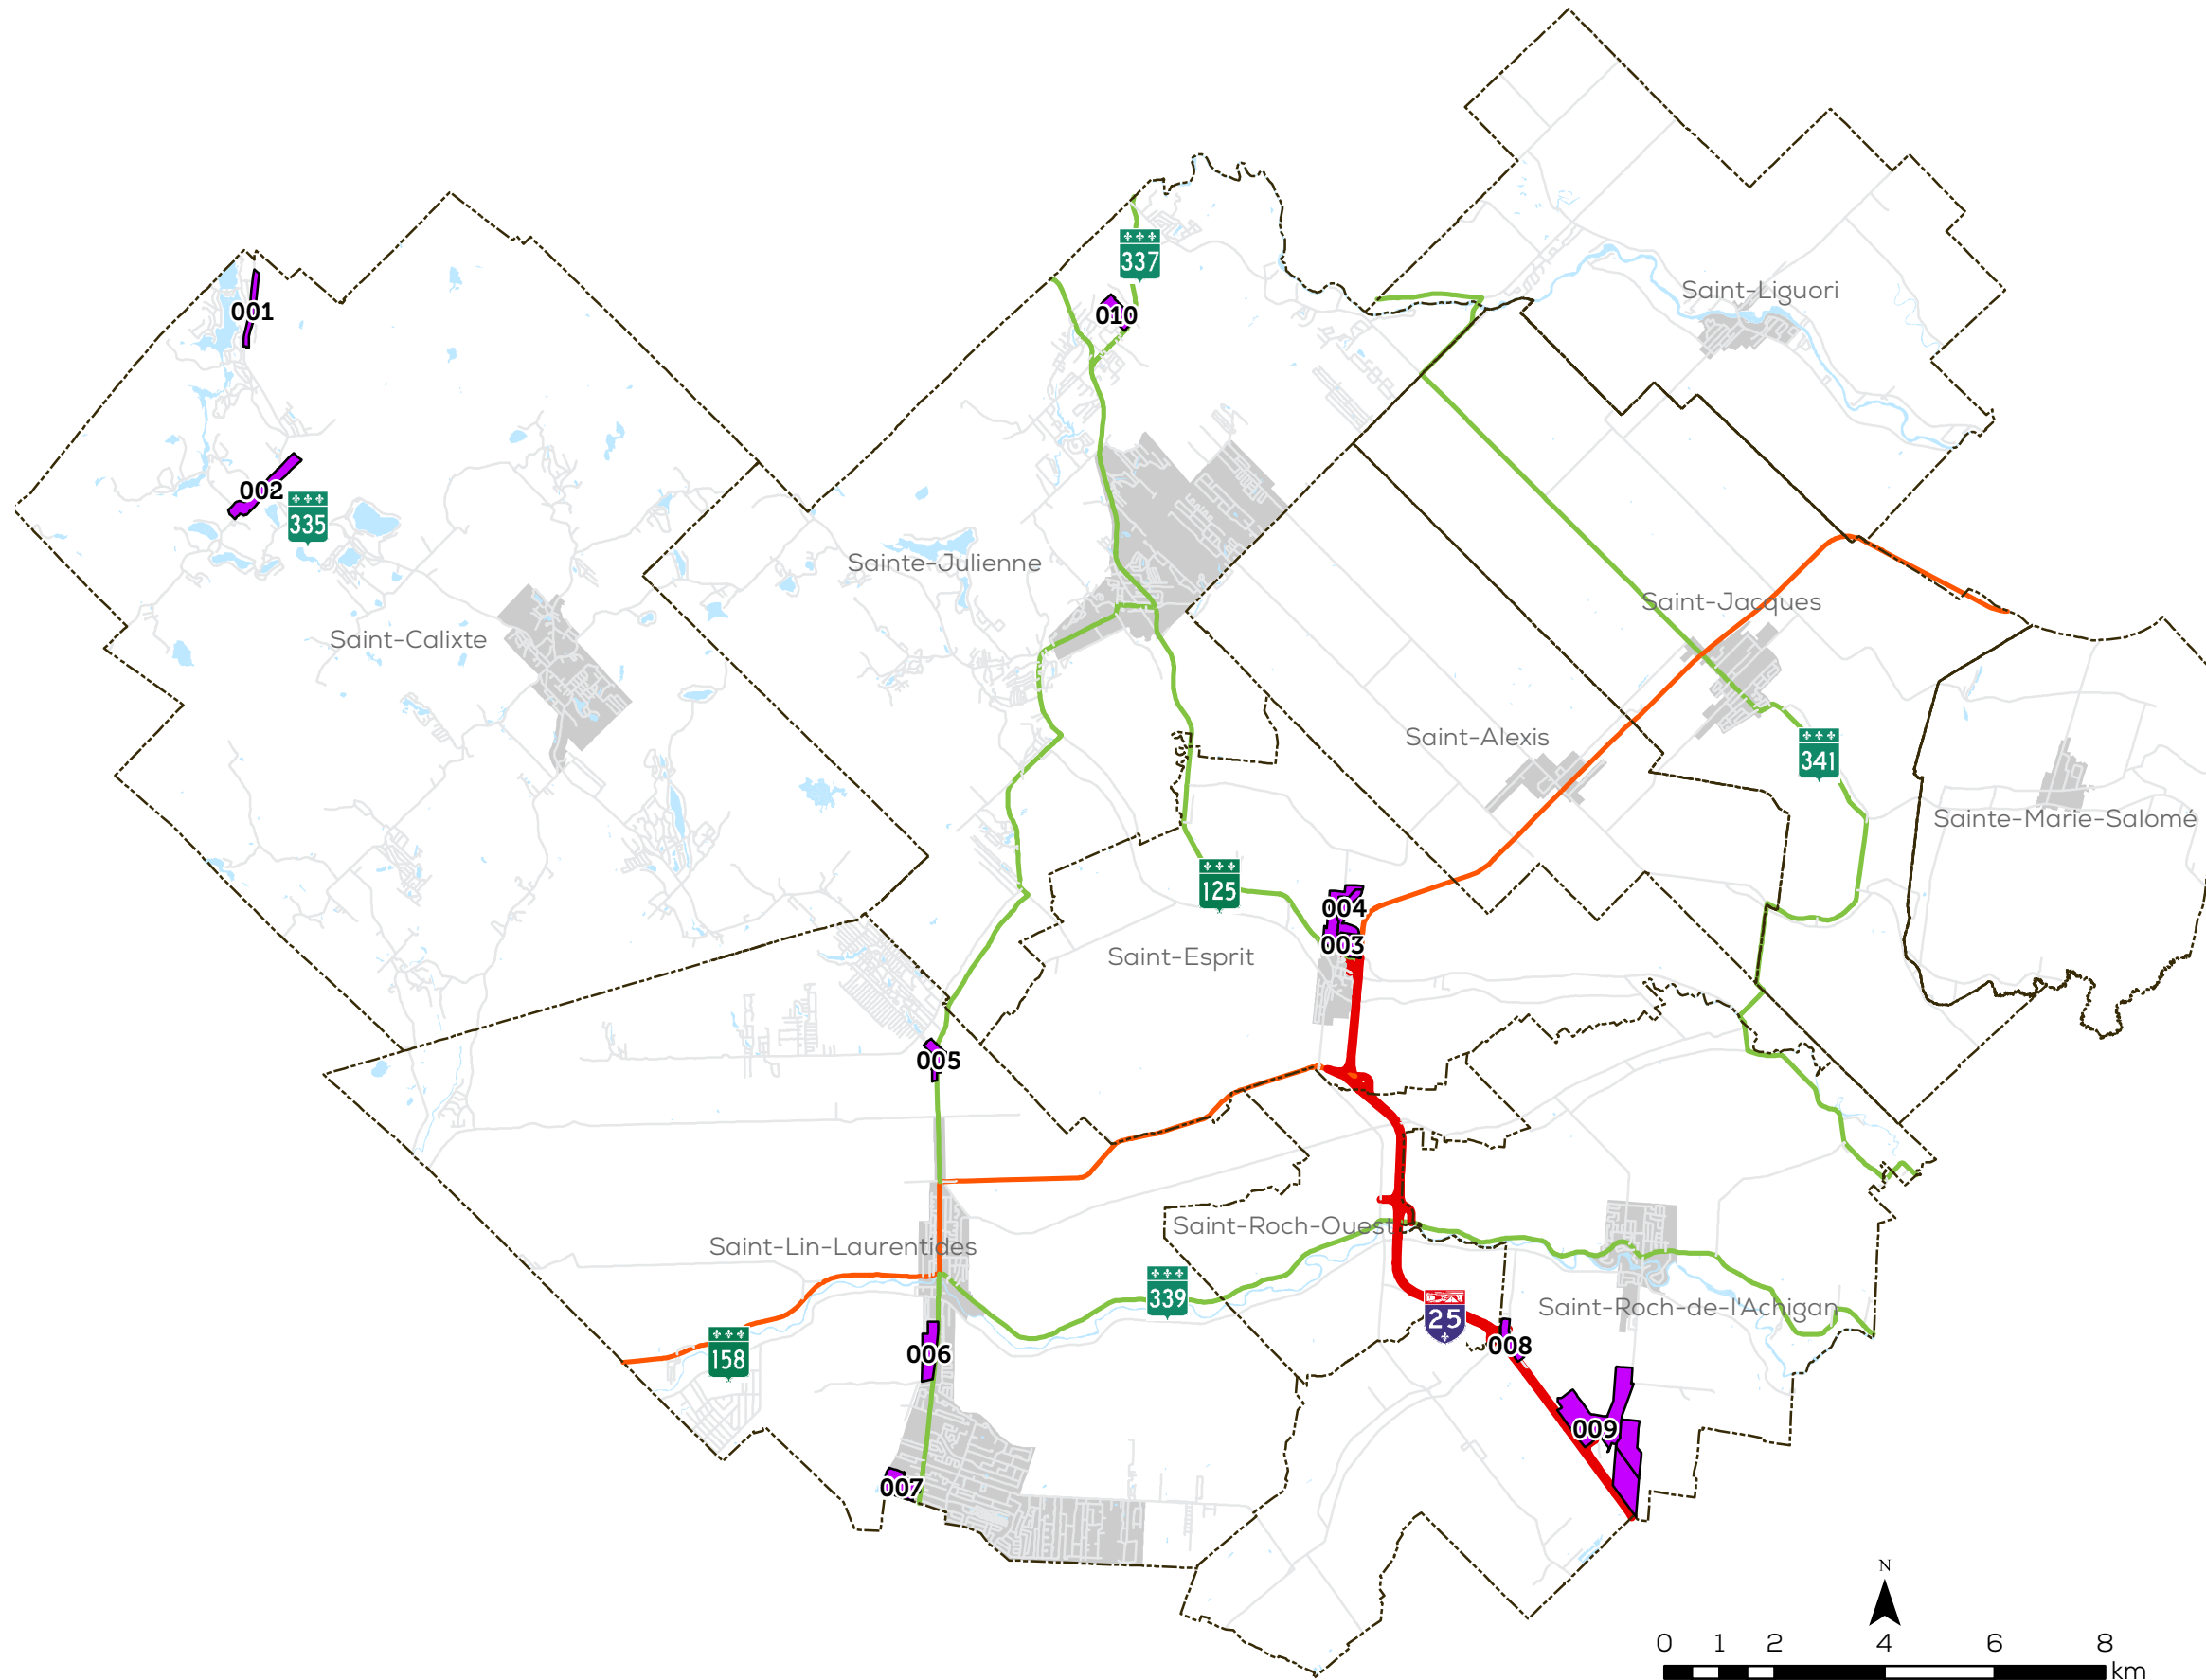 337
Saint-Liguori
001
010
002
335
Sainte-Julienne
Saint-Jacques
Saint-Calixte
Saint-Alexis
341
Sainte-Marie-Salomé
125
004
Saint-Esprit
003
005
Saint-Roch-Ouest
Saint-Lin-Laurentides
339
Saint-Roch-de-l'Achigan
25
158
008
006
009
007
N
0 1 2 4 6 8
km